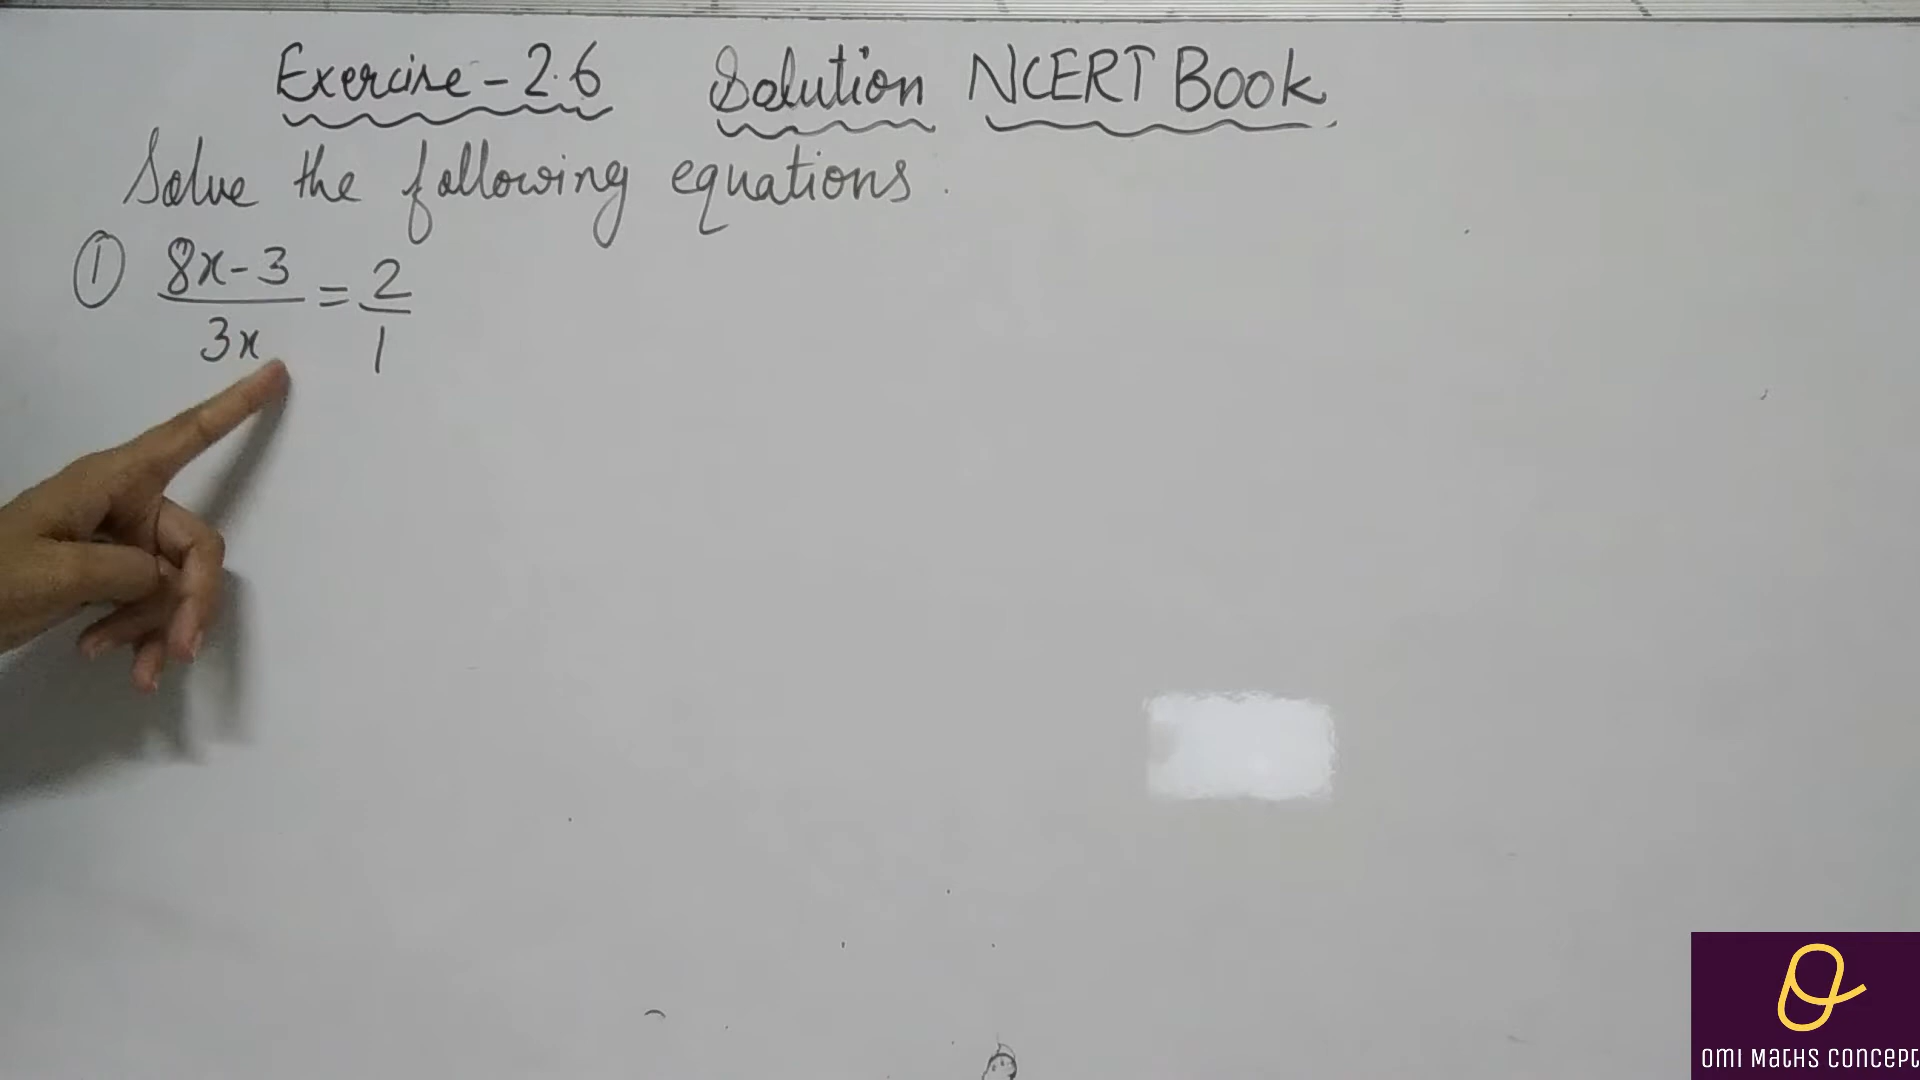 Exercise-2.6 Solution NCERT Book
Solve the following equations.
① 8x-3/3x = 2/1
OMI MATHS CONCEPT